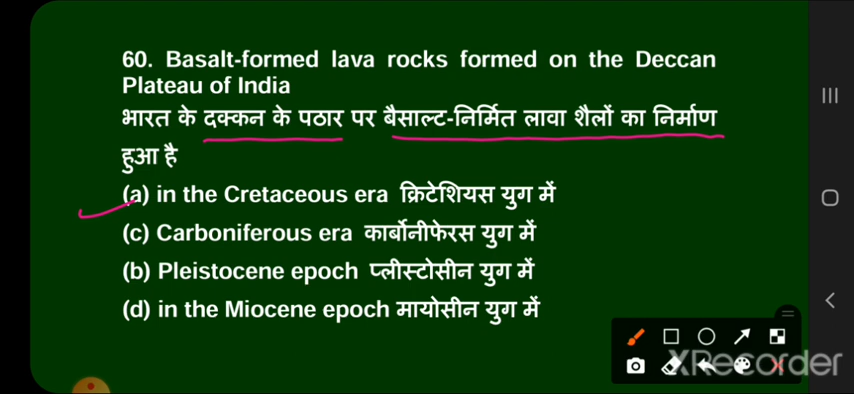 60. Basalt-formed lava rocks formed on the Deccan
Plateau of India
भारत के दक्कन के पठार पर बैसाल्ट-निर्मित लावा शैलों का निर्माण
हुआ है
(a) in the Cretaceous era क्रिटेशियस युग में
(c) Carboniferous era कार्बोनीफेरस युग में
(b) Pleistocene epoch प्लीस्टोसीन युग में
(d) in the Miocene epoch मायोसीन युग में
XRecorder